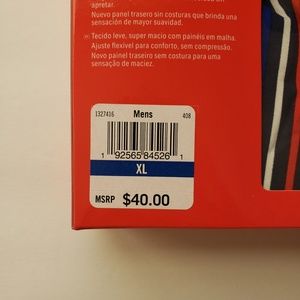 apretar.
Nuevo panel trasero sin costuras que brinda una
sensación de mayor suavidad.
Tecido leve, super macio com painéis em malha.
Ajuste flexível para conforto, sem compressão.
Novo painel traseiro sem costura para uma
sensação de maciez.
1327416 Mens 408
1 92565 84526 1
XL
MSRP $40.00